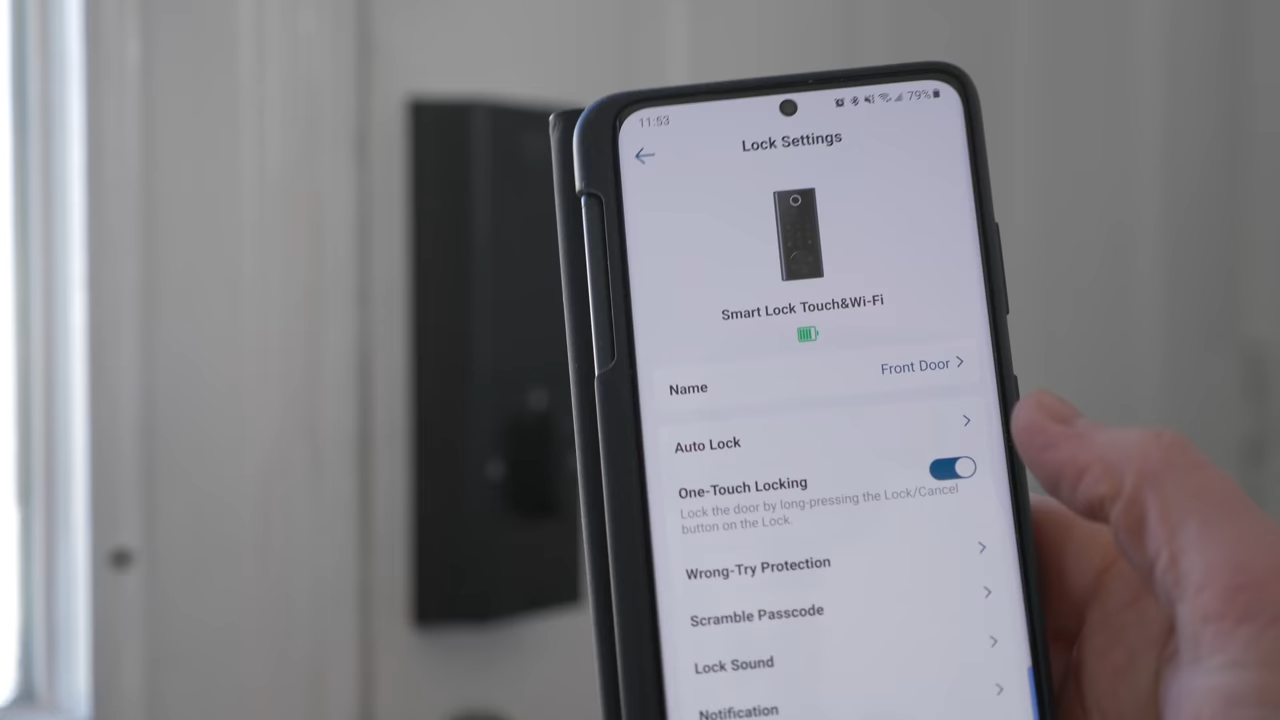 11:53
79%
Lock Settings
Smart Lock Touch&Wi-Fi
Name
Front Door
Auto Lock
One-Touch Locking
Lock the door by long-pressing the Lock/Cancel
button on the Lock.
Wrong-Try Protection
Scramble Passcode
Lock Sound
Notification